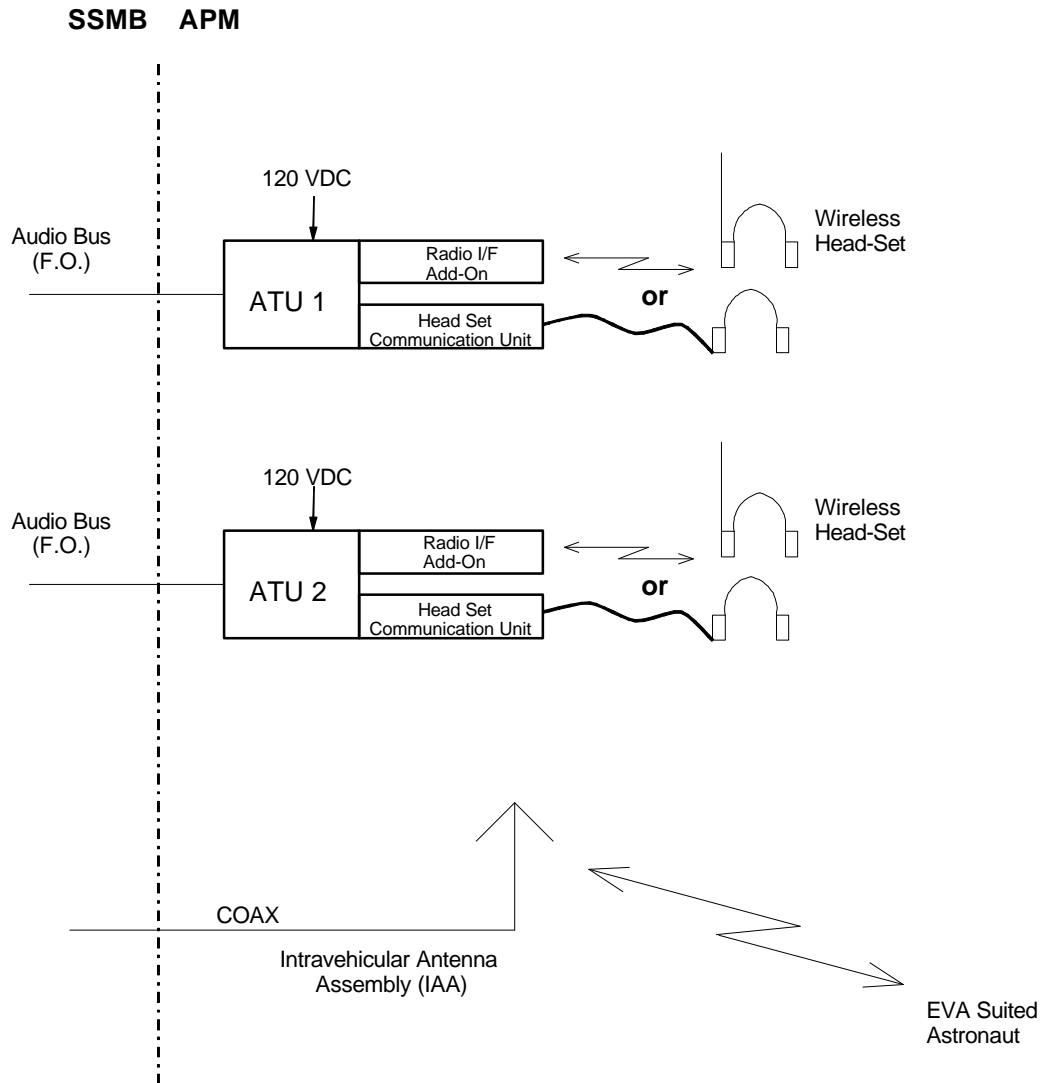 SSMB APM
120 VDC
Audio Bus
(F.O.)
ATU 1
Radio I/F
Add-On
Head Set
Communication Unit
or
Wireless
Head-Set
120 VDC
Audio Bus
(F.O.)
ATU 2
Radio I/F
Add-On
Head Set
Communication Unit
or
Wireless
Head-Set
COAX
Intravehicular Antenna
Assembly (IAA)
EVA Suited
Astronaut